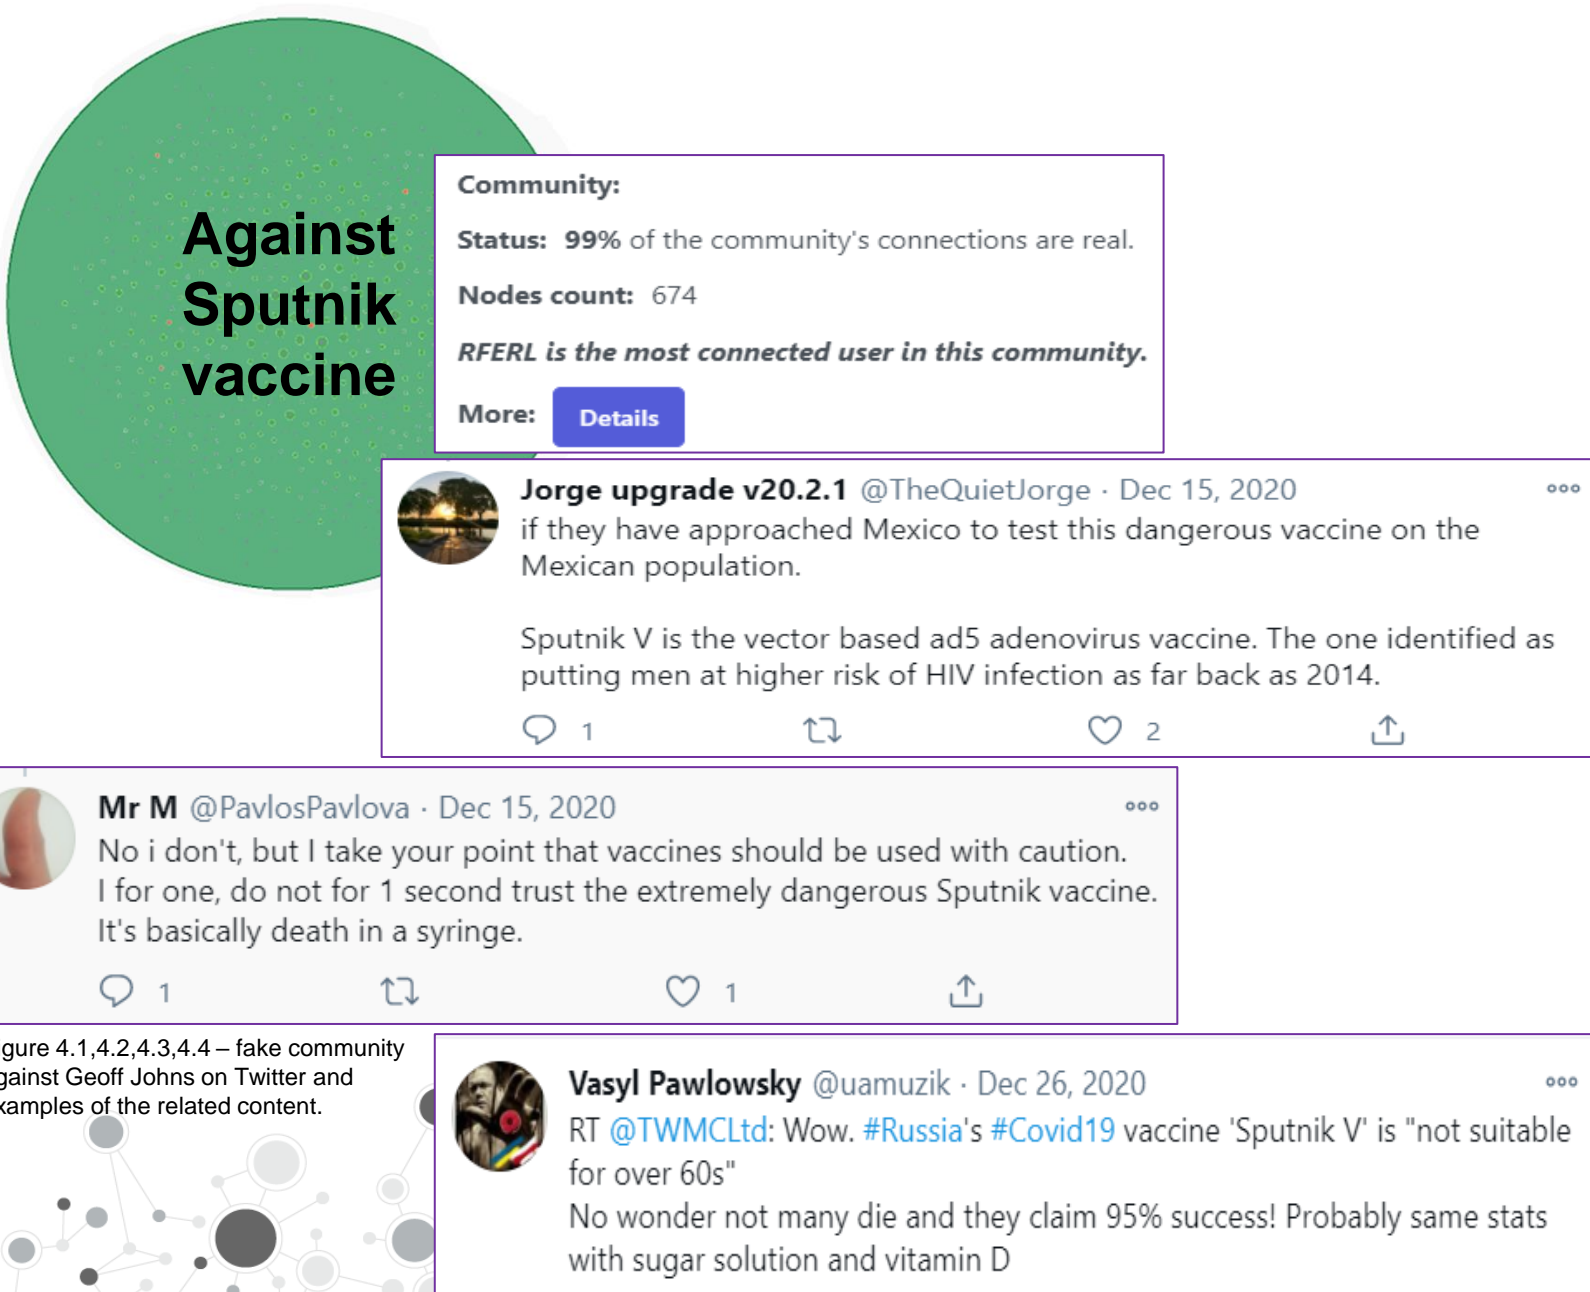 Against
Sputnik
vaccine
Community:
Status: 99% of the community's connections are real.
Nodes count: 674
RFERL is the most connected user in this community.
More: Details
Jorge upgrade v20.2.1 @TheQuietJorge · Dec 15, 2020
if they have approached Mexico to test this dangerous vaccine on the
Mexican population.
Sputnik V is the vector based ad5 adenovirus vaccine. The one identified as
putting men at higher risk of HIV infection as far back as 2014.
1 2
Mr M @PavlosPavlova · Dec 15, 2020
No i don't, but I take your point that vaccines should be used with caution.
I for one, do not for 1 second trust the extremely dangerous Sputnik vaccine.
It's basically death in a syringe.
1 1
gure 4.1,4.2,4.3,4.4 – fake community
gainst Geoff Johns on Twitter and
xamples of the related content.
Vasyl Pawlowsky @uamuzik · Dec 26, 2020
RT @TWMCLtd: Wow. #Russia's #Covid19 vaccine 'Sputnik V' is "not suitable
for over 60s"
No wonder not many die and they claim 95% success! Probably same stats
with sugar solution and vitamin D